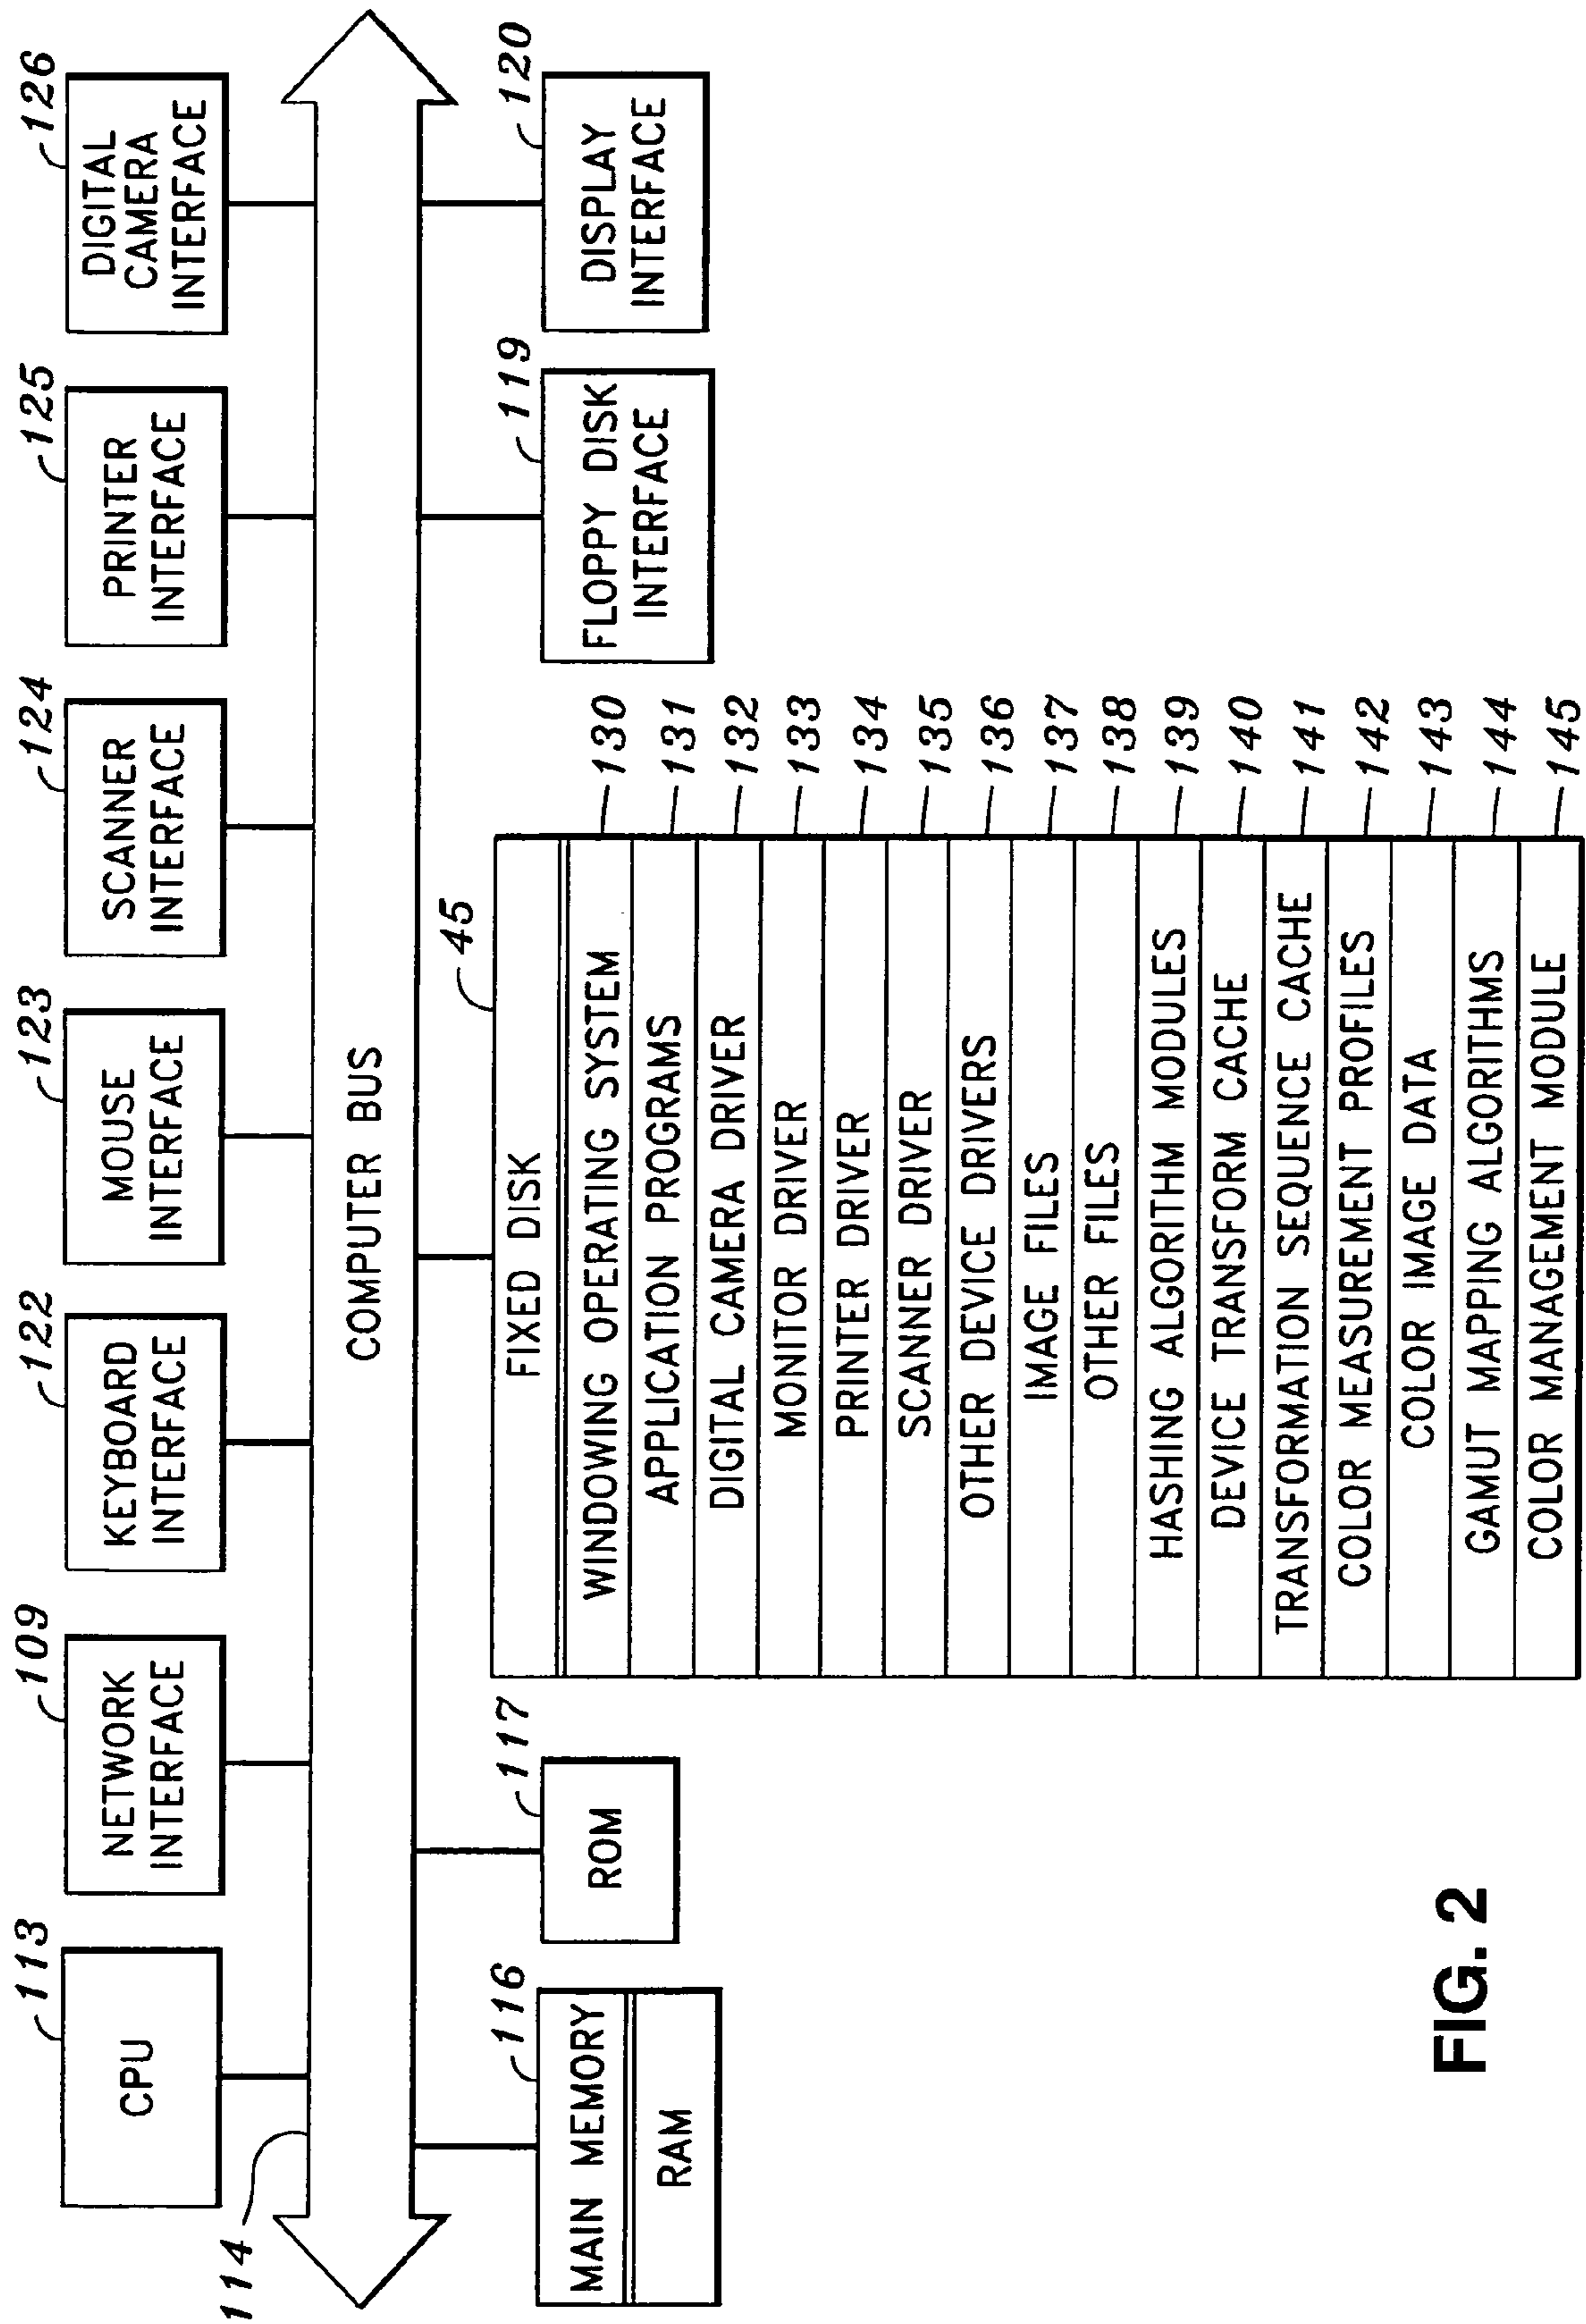 113
CPU
109
NETWORK
INTERFACE
122
KEYBOARD
INTERFACE
123
MOUSE
INTERFACE
124
SCANNER
INTERFACE
125
PRINTER
INTERFACE
126
DIGITAL
CAMERA
INTERFACE
114
COMPUTER BUS
116
MAIN MEMORY
RAM
117
ROM
45
FIXED DISK
WINDOWING OPERATING SYSTEM 130
APPLICATION PROGRAMS 131
DIGITAL CAMERA DRIVER 132
MONITOR DRIVER 133
PRINTER DRIVER 134
SCANNER DRIVER 135
OTHER DEVICE DRIVERS 136
IMAGE FILES 137
OTHER FILES 138
HASHING ALGORITHM MODULES 139
DEVICE TRANSFORM CACHE 140
TRANSFORMATION SEQUENCE CACHE 141
COLOR MEASUREMENT PROFILES 142
COLOR IMAGE DATA 143
GAMUT MAPPING ALGORITHMS 144
COLOR MANAGEMENT MODULE 145
119
FLOPPY DISK
INTERFACE
120
DISPLAY
INTERFACE
FIG. 2